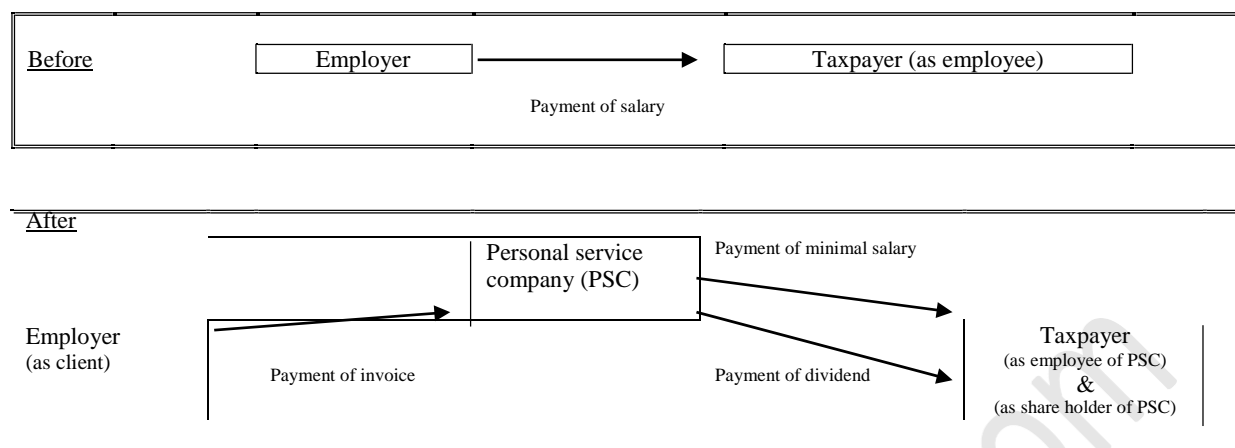 Before
Employer
Taxpayer (as employee)
Payment of salary
After
Personal service
company (PSC)
Payment of minimal salary
Employer
(as client)
Payment of invoice
Payment of dividend
Taxpayer
(as employee of PSC)
&
(as share holder of PSC)
om